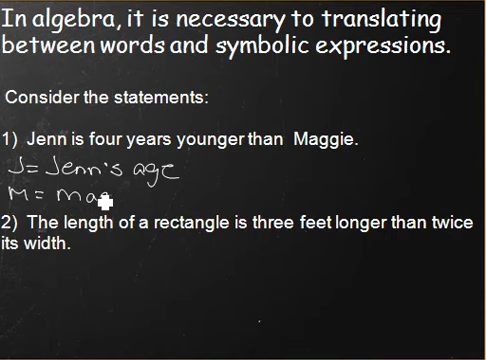 In algebra, it is necessary to translating
between words and symbolic expressions.
Consider the statements:
1) Jenn is four years younger than Maggie.
J= Jenn's age
M= mag
2) The length of a rectangle is three feet longer than twice
its width.